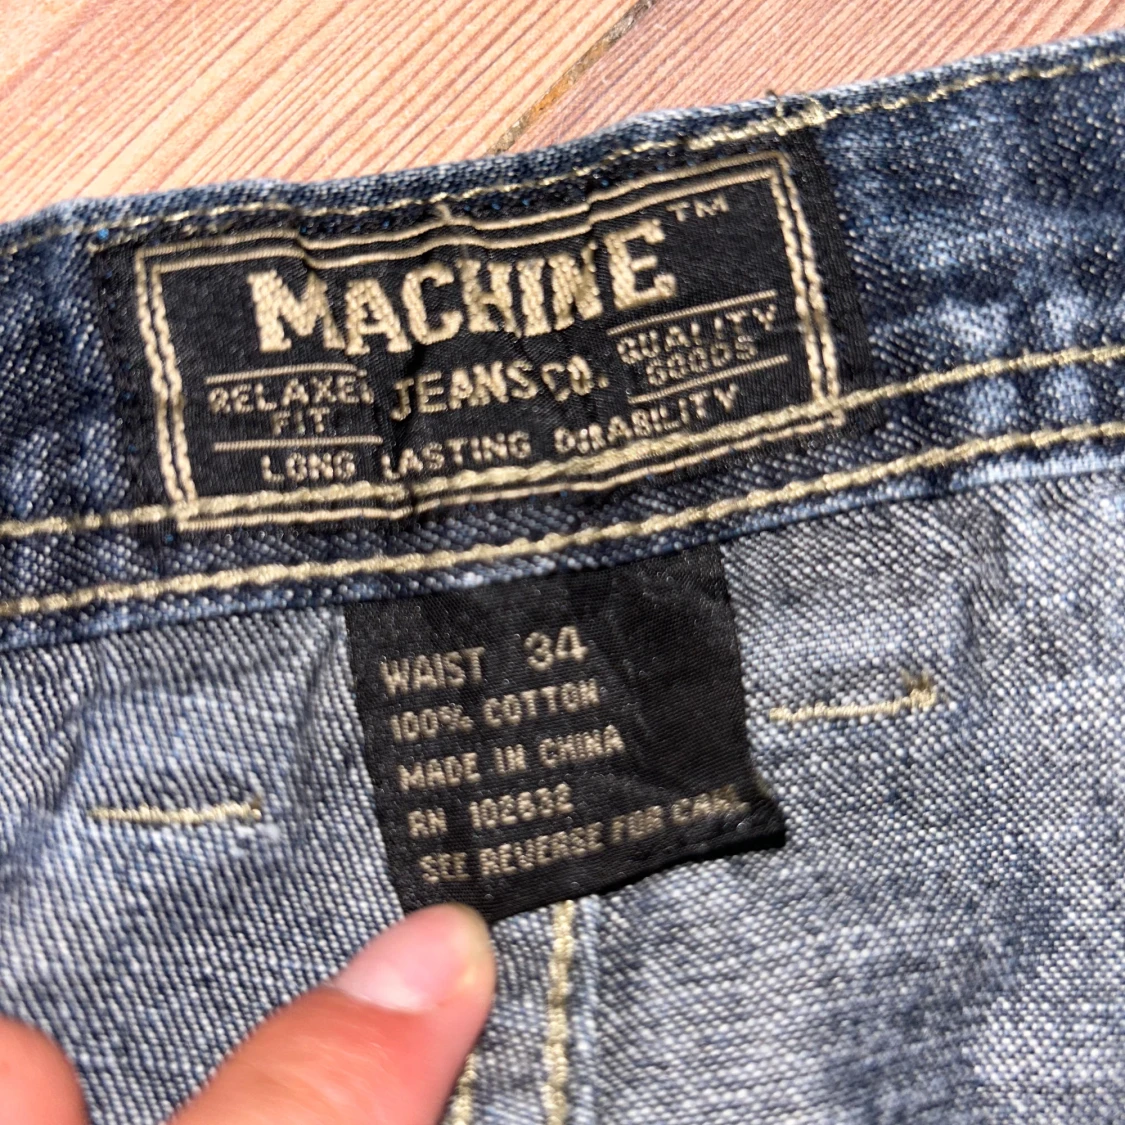 MACHINE™
RELAXED FIT
JEANS CO.
QUALITY GOODS
LONG LASTING DURABILITY
WAIST 34
100% COTTON
MADE IN CHINA
RN 102632
SEE REVERSE FOR CARE